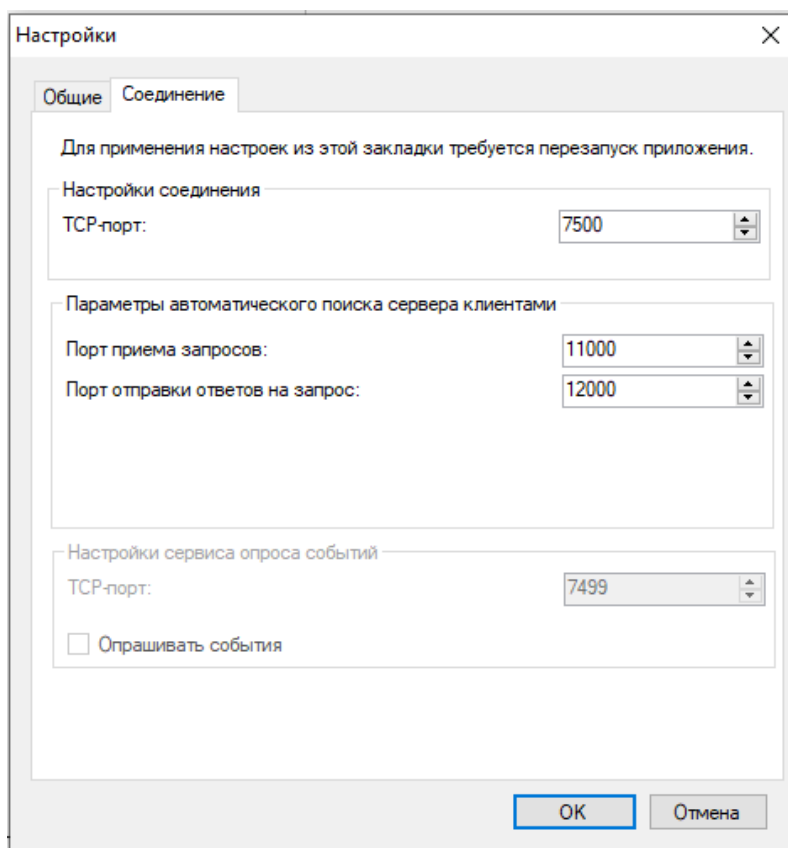 Настройки
Общие Соединение
Для применения настроек из этой закладки требуется перезапуск приложения.
Настройки соединения
TCP-порт: 7500
Параметры автоматического поиска сервера клиентами
Порт приема запросов: 11000
Порт отправки ответов на запрос: 12000
Настройки сервиса опроса событий
TCP-порт: 7499
Опрашивать события
OK Отмена